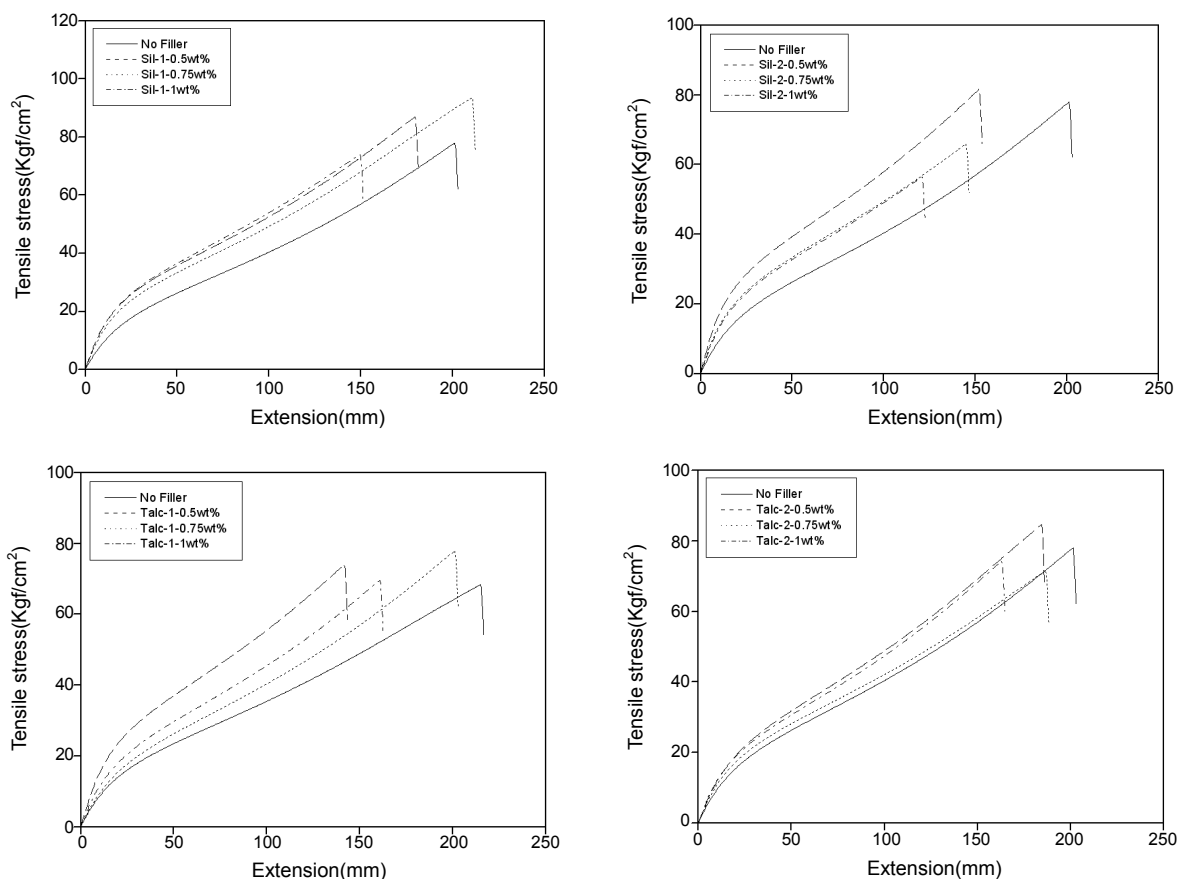 120
100
80
60
40
20
0
Tensile stress(Kgf/cm²)
No Filler
Sil-1-0.5wt%
Sil-1-0.75wt%
Sil-1-1wt%
0 50 100 150 200 250
Extension(mm)
100
80
60
40
20
0
Tensile stress(Kgf/cm²)
No Filler
Sil-2-0.5wt%
Sil-2-0.75wt%
Sil-2-1wt%
0 50 100 150 200 250
Extension(mm)
100
80
60
40
20
0
Tensile stress(Kgf/cm²)
No Filler
Talc-1-0.5wt%
Talc-1-0.75wt%
Talc-1-1wt%
0 50 100 150 200 250
Extension(mm)
100
80
60
40
20
0
Tensile stress(Kgf/cm²)
No Filler
Talc-2-0.5wt%
Talc-2-0.75wt%
Talc-2-1wt%
0 50 100 150 200 250
Extension(mm)